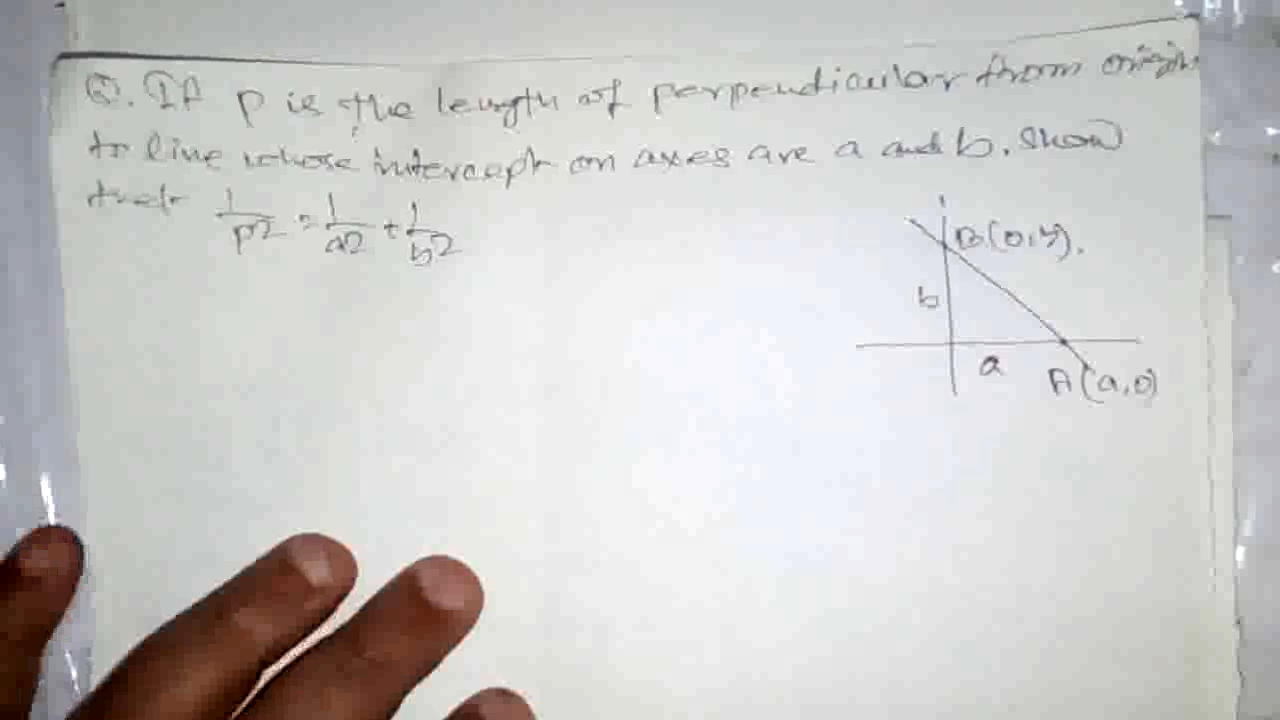 Q. If p is the length of perpendicular from origin
to line whose intercept on axes are a and b. Show
that 1/p2 = 1/a2 + 1/b2
B(0,y).
b
a
A(a,0)